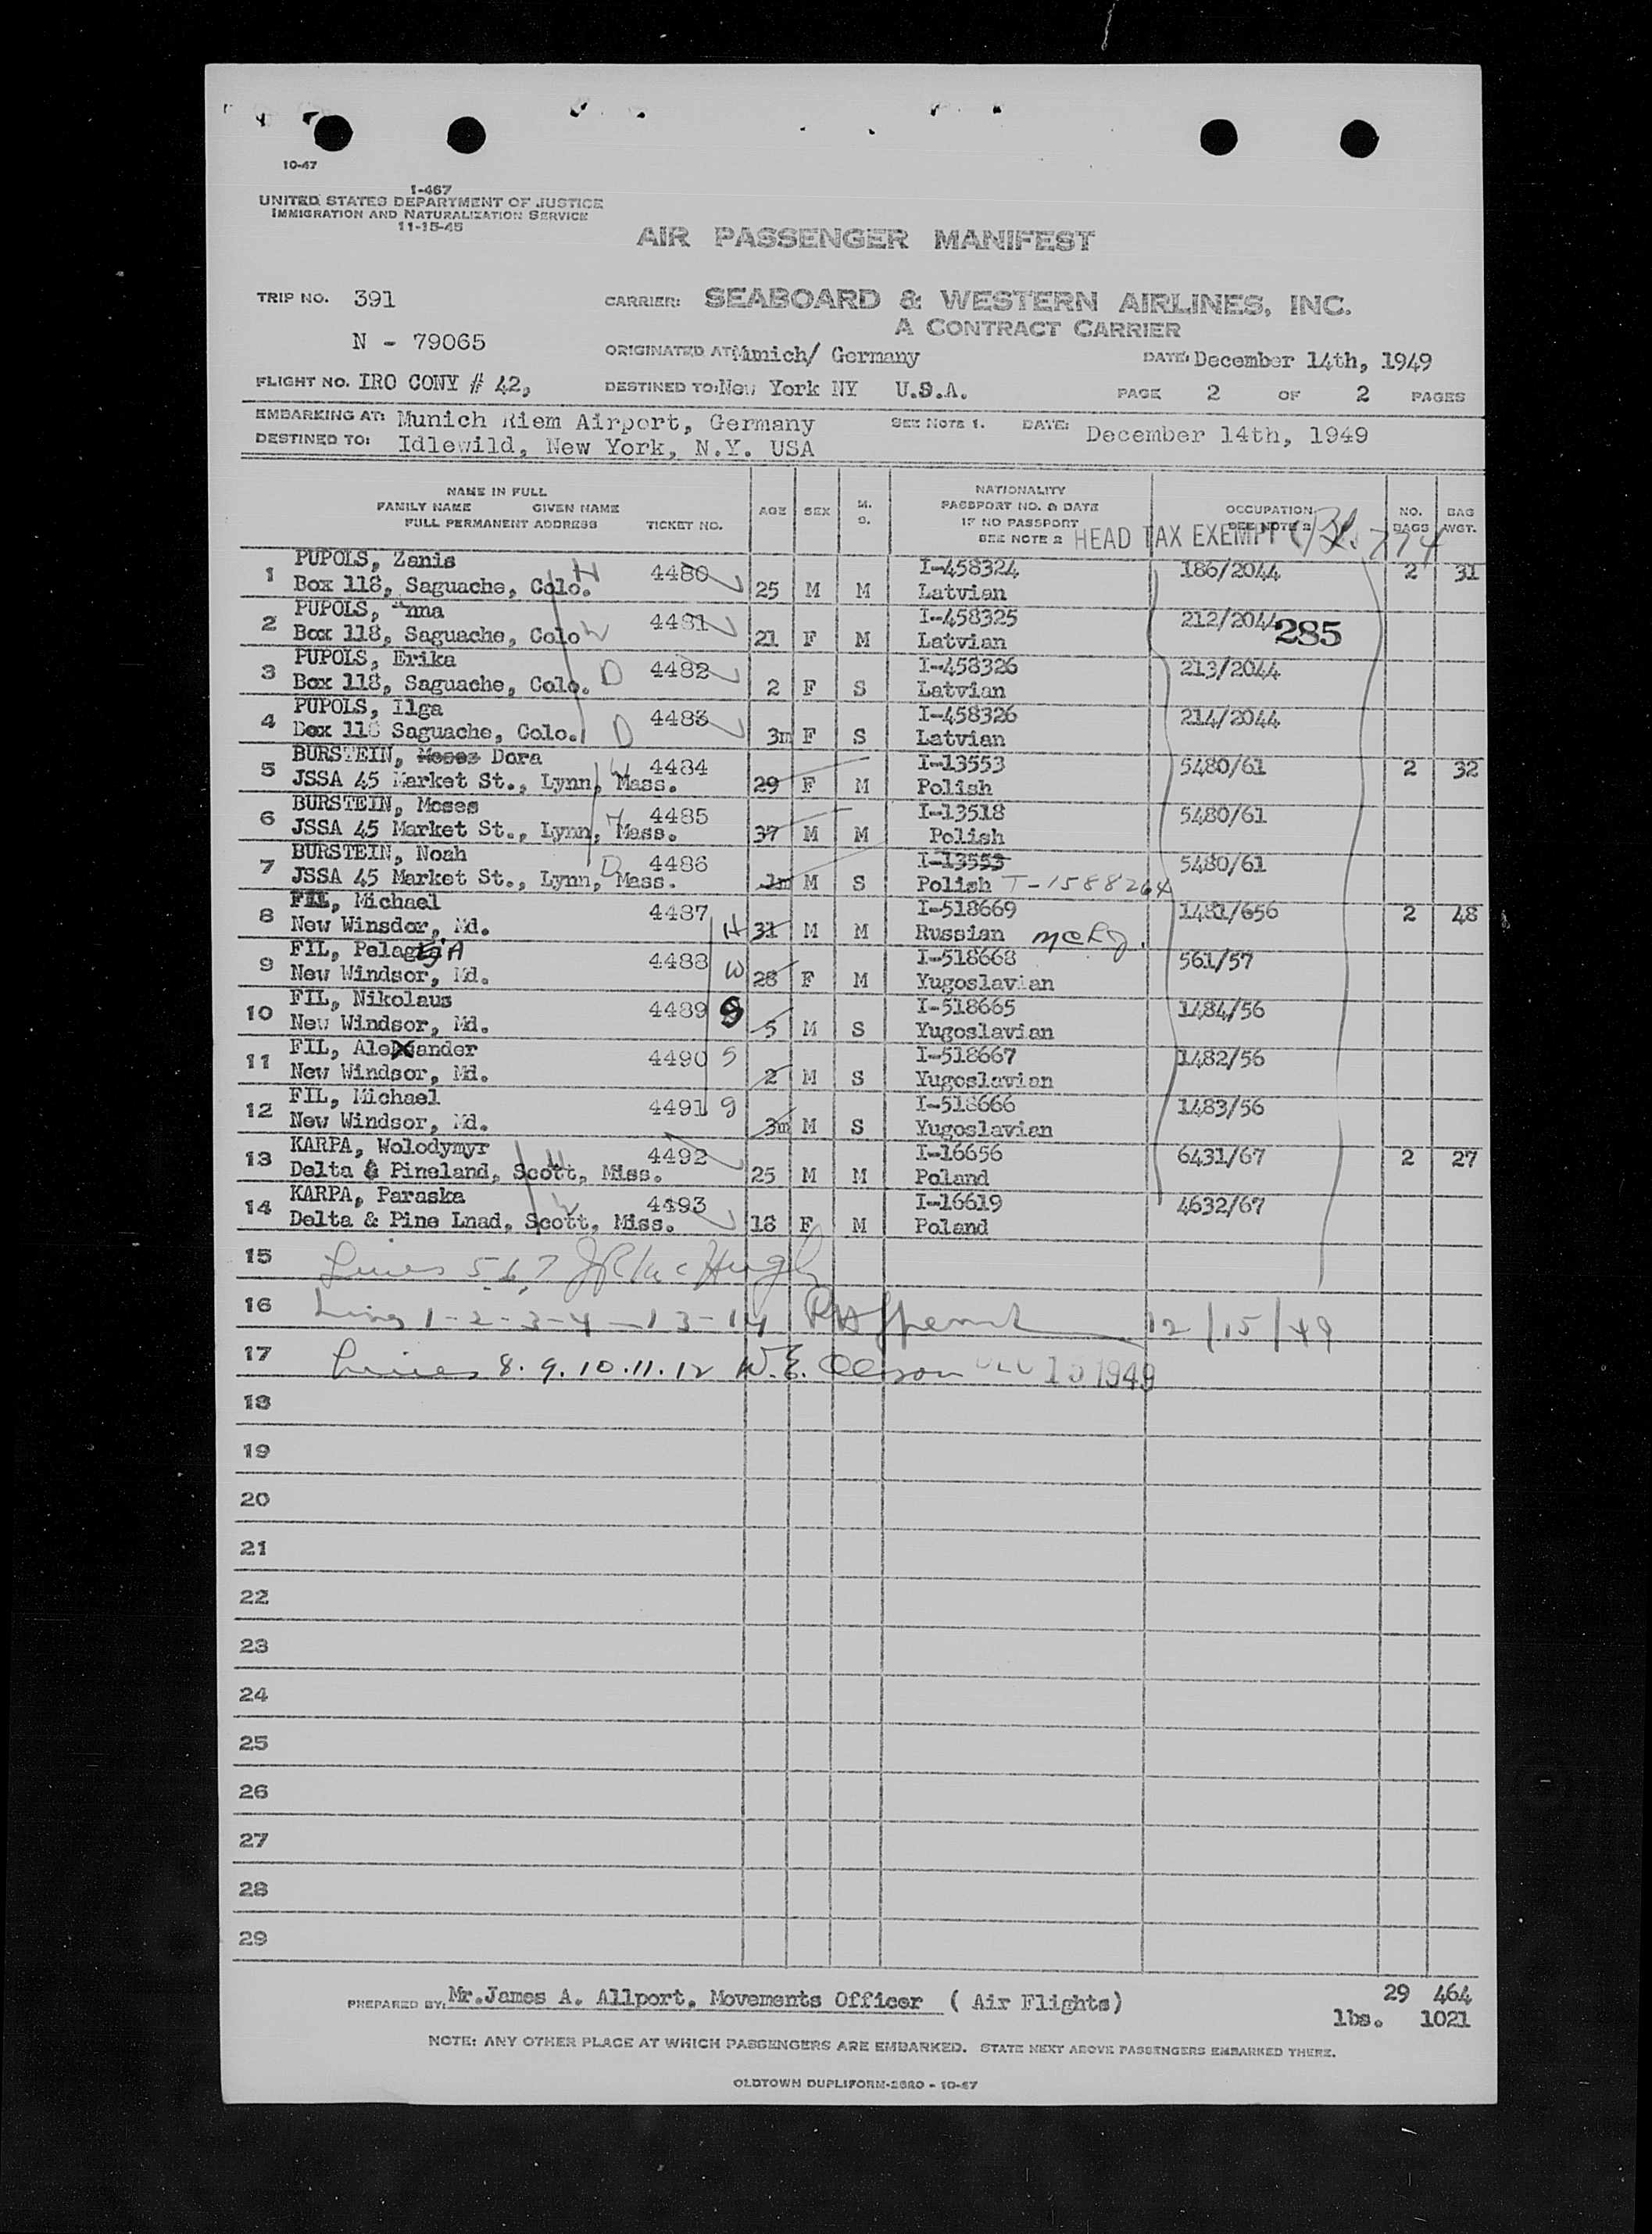 10-47
I-467
UNITED STATES DEPARTMENT OF JUSTICE
IMMIGRATION AND NATURALIZATION SERVICE
11-15-45
AIR PASSENGER MANIFEST
TRIP NO. 391
CARRIER: SEABOARD & WESTERN AIRLINES, INC.
A CONTRACT CARRIER
N - 79065
ORIGINATED AT Munich/ Germany DATE: December 14th, 1949
FLIGHT NO. IRO CONY # 42, DESTINED TO: New York NY U.S.A. PAGE 2 OF 2 PAGES
EMBARKING AT: Munich Riem Airport, Germany SEE NOTE 1. DATE: December 14th, 1949
DESTINED TO: Idlewild, New York, N.Y. USA
NAME IN FULL
FAMILY NAME GIVEN NAME
FULL PERMANENT ADDRESS TICKET NO. AGE SEX M. S. NATIONALITY PASSPORT NO. & DATE IF NO PASSPORT SEE NOTE 2 OCCUPATION SEE NOTE 2 NO. BAGS BAG WGT.
HEAD TAX EXEMPT 774
1 PUPOLS, Zanis 4480 H I-458324 186/2044 2 31
Box 118, Saguache, Colo. 25 M M Latvian
2 PUPOLS, Anna 4481 I-458325 212/2044 285
Box 118, Saguache, Colo W 21 F M Latvian
3 PUPOLS, Erika 4482 I-458326 213/2044
Box 118, Saguache, Colo. D 2 F S Latvian
4 PUPOLS, Ilga 4483 I-458326 214/2044
Box 118 Saguache, Colo. D 3m F S Latvian
5 BURSTEIN, Moses Dora W 4484 I-13553 5480/61 2 32
JSSA 45 Market St., Lynn, Mass. 29 F M Polish
6 BURSTEIN, Moses H 4485 I-13518 5480/61
JSSA 45 Market St., Lynn, Mass. 37 M M Polish
7 BURSTEIN, Noah D 4486 I-13553 5480/61
JSSA 45 Market St., Lynn, Mass. 1m M S Polish T-1588264
8 FIL, Michael 4487 I-518669 1481/656 2 48
New Winsdor, Md. H 31 M M Russian
9 FIL, Pelagija 4488 I-518668 561/57
New Windsor, Md. W 28 F M Yugoslavian
10 FIL, Nikolaus 4489 S I-518665 1484/56
New Windsor, Md. 5 M S Yugoslavian
11 FIL, Alexsander 4490 S I-518667 1482/56
New Windsor, Md. 2 M S Yugoslavian
12 FIL, Michael 4491 S I-518666 1483/56
New Windsor, Md. 3m M S Yugoslavian
13 KARPA, Wolodymyr H 4492 I-16656 6431/67 2 27
Delta & Pineland, Scott, Miss. 25 M M Poland
14 KARPA, Paraska W 4493 I-16619 4632/67
Delta & Pine Lnad, Scott, Miss. 18 F M Poland
15 Lines 5 6 7 McHugh
16 Lines 1-2-3-4-13-14 12/15/49
17 Lines 8. 9. 10. 11. 12 W.E. Olson DEC 15 1949
18
19
20
21
22
23
24
25
26
27
28
29
PREPARED BY: Mr. James A. Allport, Movements Officer ( Air Flights) 29 464
lbs. 1021
NOTE: ANY OTHER PLACE AT WHICH PASSENGERS ARE EMBARKED. STATE NEXT ABOVE PASSENGERS EMBARKED THERE.
OLDTOWN DUPLIFORM-2620 - 10-47